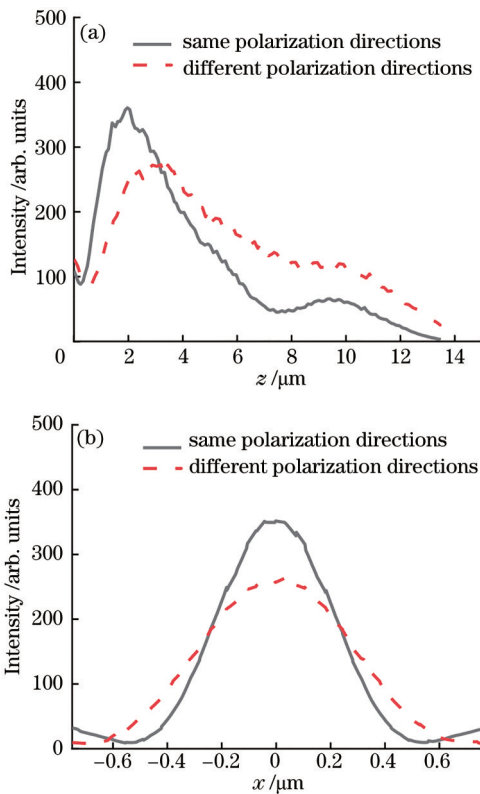 500
(a)
same polarization directions
different polarization directions
400
300
200
100
0 2 4 6 8 10 12 14
Intensity /arb. units
z /μm
500
(b)
same polarization directions
different polarization directions
400
300
200
100
0
−0.6 −0.4 −0.2 0 0.2 0.4 0.6
Intensity /arb. units
x /μm